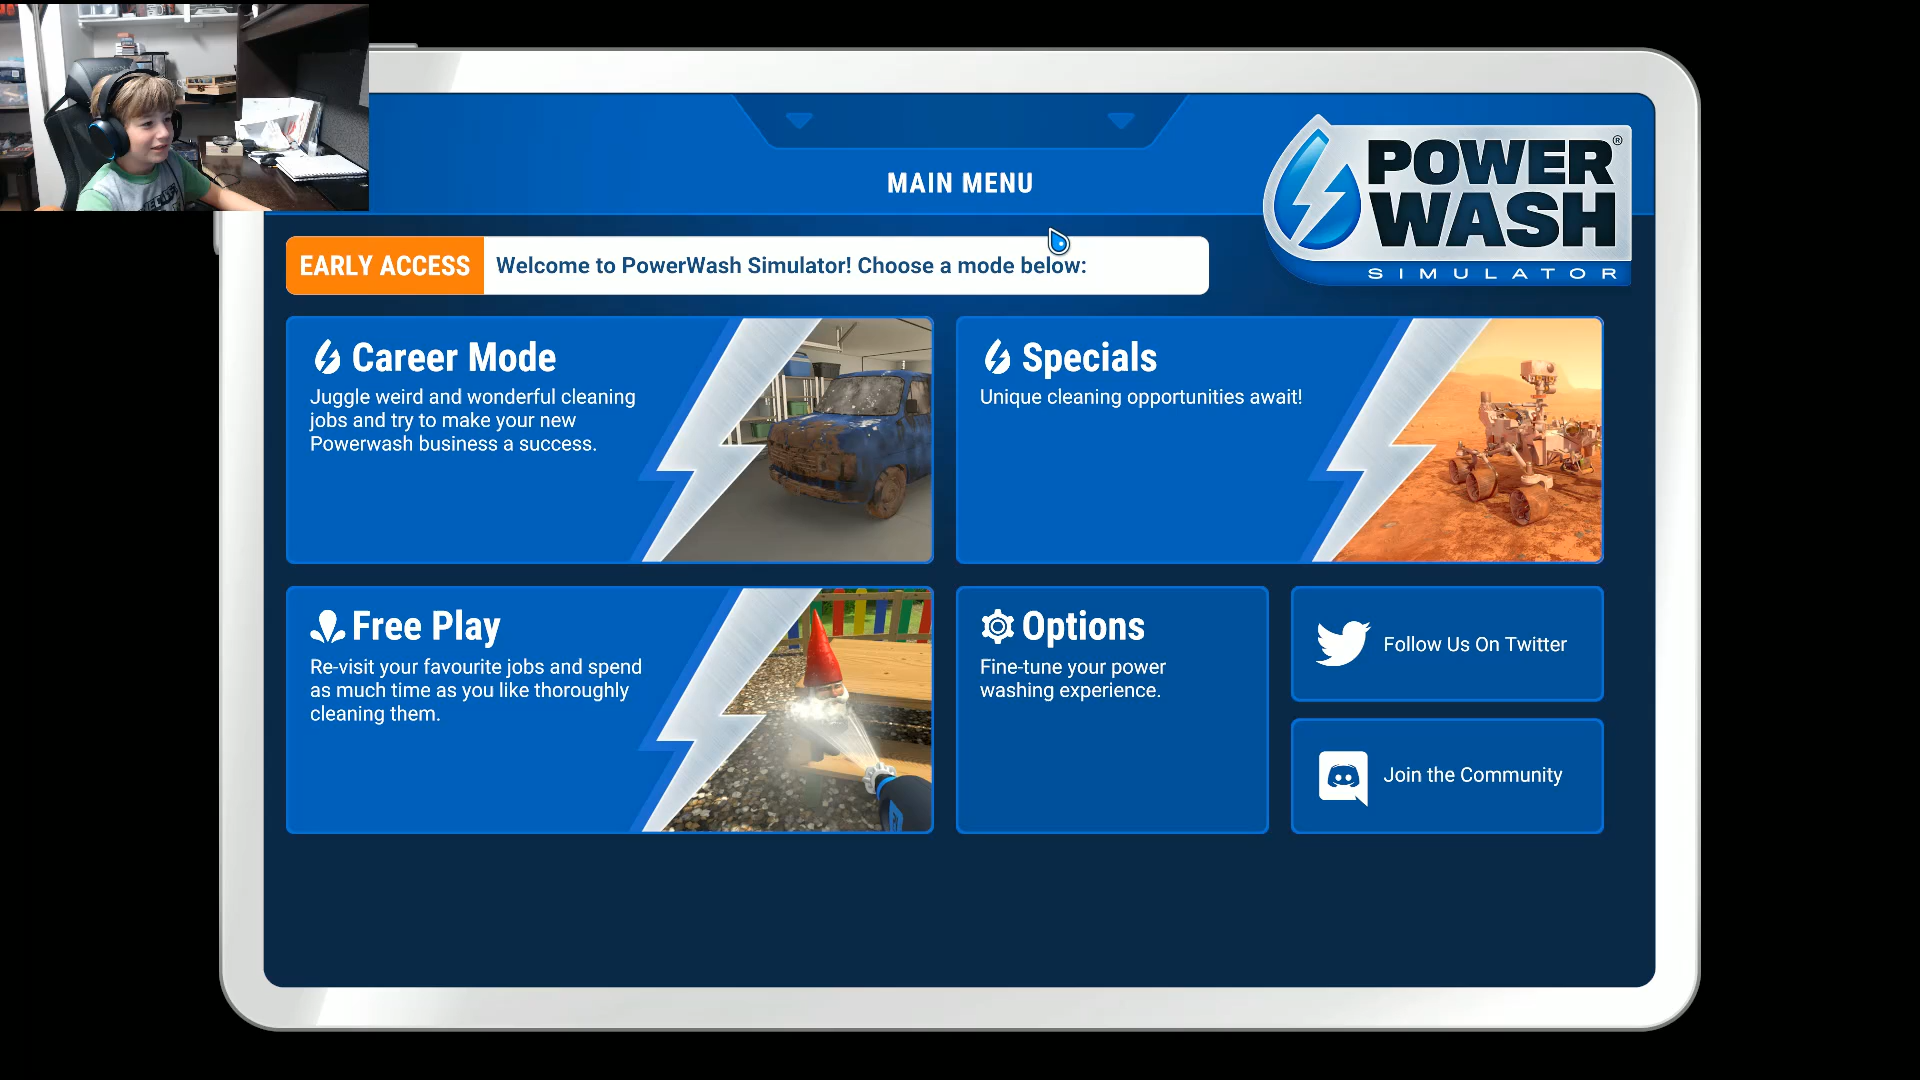 MAIN MENU
POWER
WASH
®
SIMULATOR
EARLY ACCESS
Welcome to PowerWash Simulator! Choose a mode below:
Career Mode
Juggle weird and wonderful cleaning
jobs and try to make your new
Powerwash business a success.
Specials
Unique cleaning opportunities await!
Free Play
Re-visit your favourite jobs and spend
as much time as you like thoroughly
cleaning them.
Options
Fine-tune your power
washing experience.
Follow Us On Twitter
Join the Community